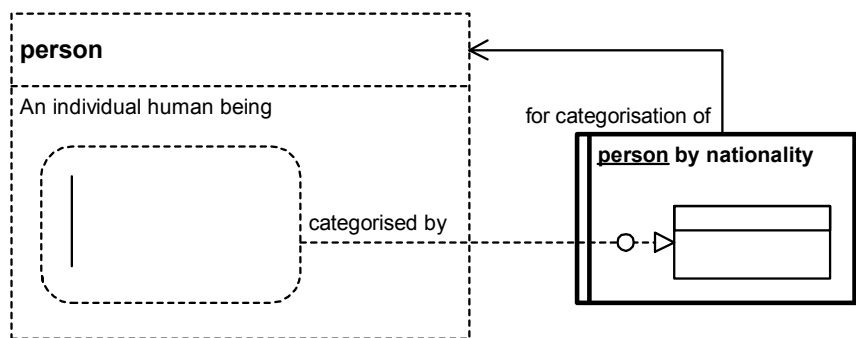 person
An individual human being
for categorisation of
person by nationality
categorised by